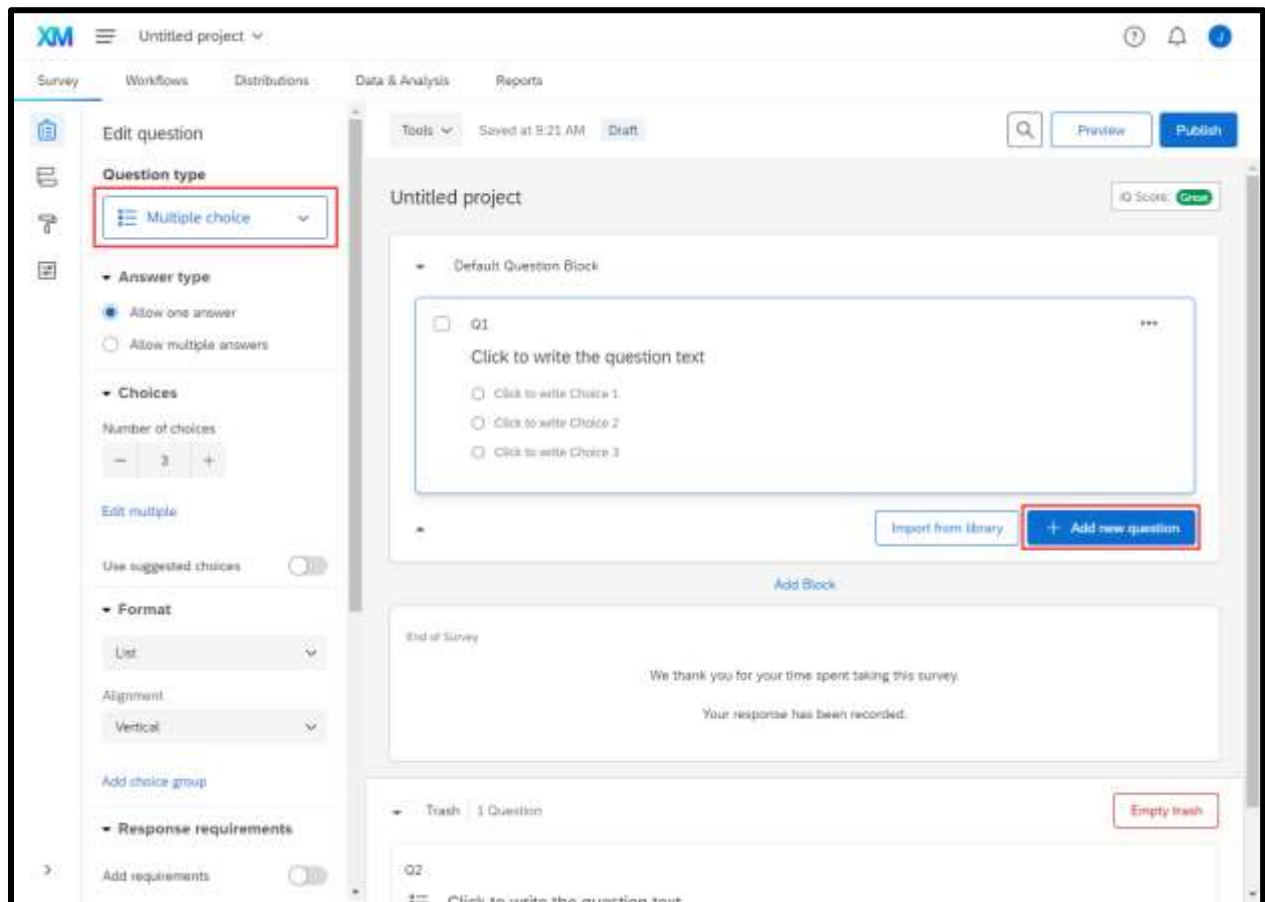 XM Untitled project
J
Survey Workflows Distributions Data & Analysis Reports
Edit question
Question type
Multiple choice
Answer type
Allow one answer
Allow multiple answers
Choices
Number of choices
− 3 +
Edit multiple
Use suggested choices
Format
List
Alignment
Vertical
Add choice group
Response requirements
Add requirements
Tools Saved at 9:21 AM Draft Preview Publish
Untitled project iQ Score: Great
Default Question Block
Q1
Click to write the question text
Click to write Choice 1
Click to write Choice 2
Click to write Choice 3
Import from library + Add new question
Add Block
End of Survey
We thank you for your time spent taking this survey.
Your response has been recorded.
Trash 1 Question Empty trash
Q2
Click to write the question text